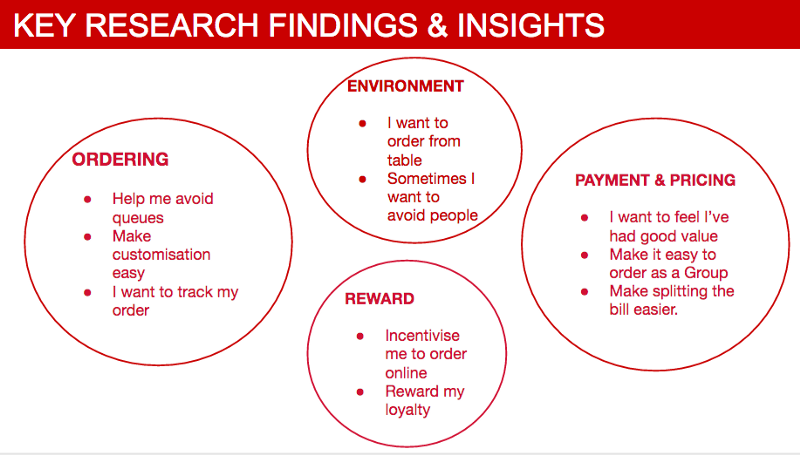 KEY RESEARCH FINDINGS & INSIGHTS
ORDERING
● Help me avoid
queues
● Make
customisation
easy
● I want to track my
order
ENVIRONMENT
● I want to
order from
table
● Sometimes I
want to
avoid people
REWARD
● Incentivise
me to order
online
● Reward my
loyalty
PAYMENT & PRICING
● I want to feel I've
had good value
● Make it easy to
order as a Group
● Make splitting the
bill easier.